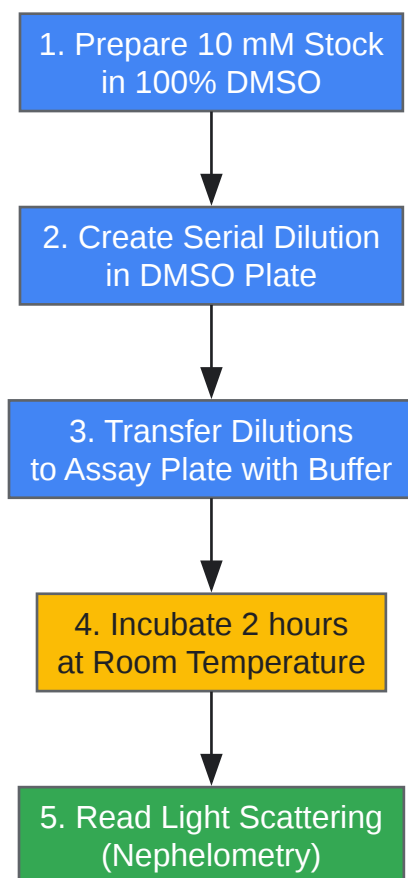 1. Prepare 10 mM Stock
in 100% DMSO
2. Create Serial Dilution
in DMSO Plate
3. Transfer Dilutions
to Assay Plate with Buffer
4. Incubate 2 hours
at Room Temperature
5. Read Light Scattering
(Nephelometry)